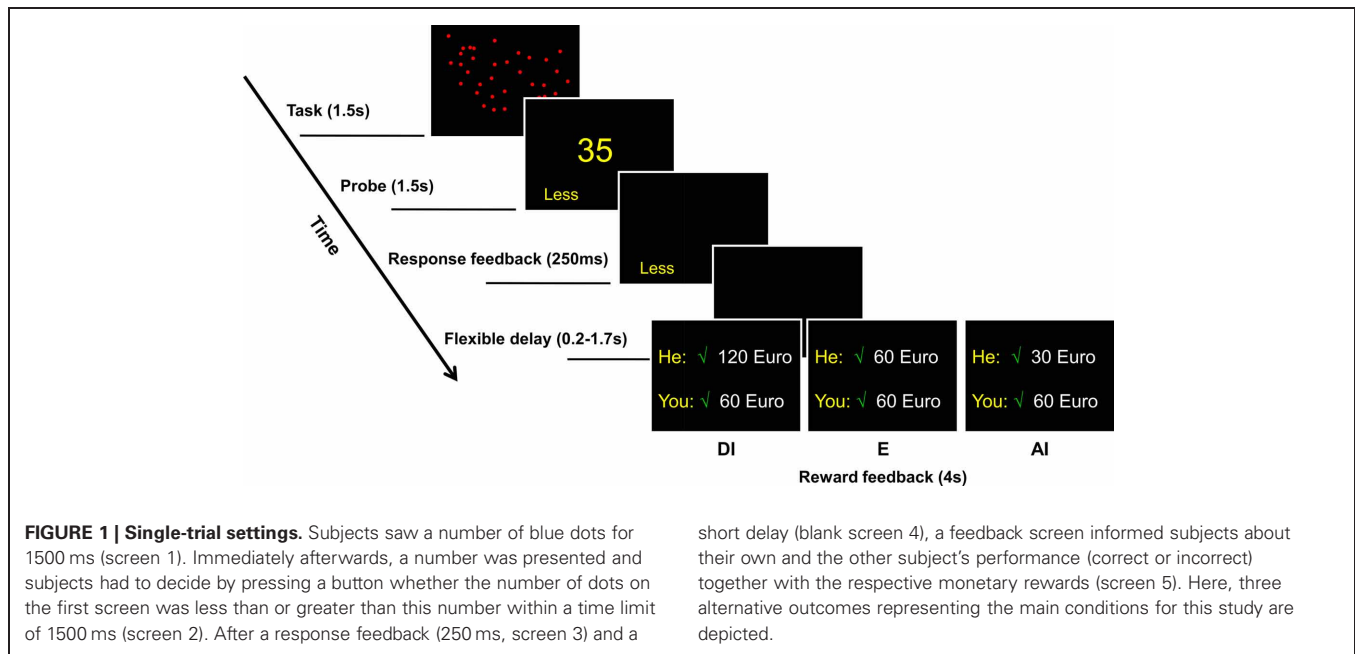 Task (1.5s)
35
Less
Probe (1.5s)
Time
Response feedback (250ms)
Less
Flexible delay (0.2-1.7s)
He: √ 120 Euro
You: √ 60 Euro
He: √ 60 Euro
You: √ 60 Euro
He: √ 30 Euro
You: √ 60 Euro
DI
E
AI
Reward feedback (4s)
FIGURE 1 | Single-trial settings. Subjects saw a number of blue dots for
1500 ms (screen 1). Immediately afterwards, a number was presented and
subjects had to decide by pressing a button whether the number of dots on
the first screen was less than or greater than this number within a time limit
of 1500 ms (screen 2). After a response feedback (250 ms, screen 3) and a
short delay (blank screen 4), a feedback screen informed subjects about
their own and the other subject's performance (correct or incorrect)
together with the respective monetary rewards (screen 5). Here, three
alternative outcomes representing the main conditions for this study are
depicted.